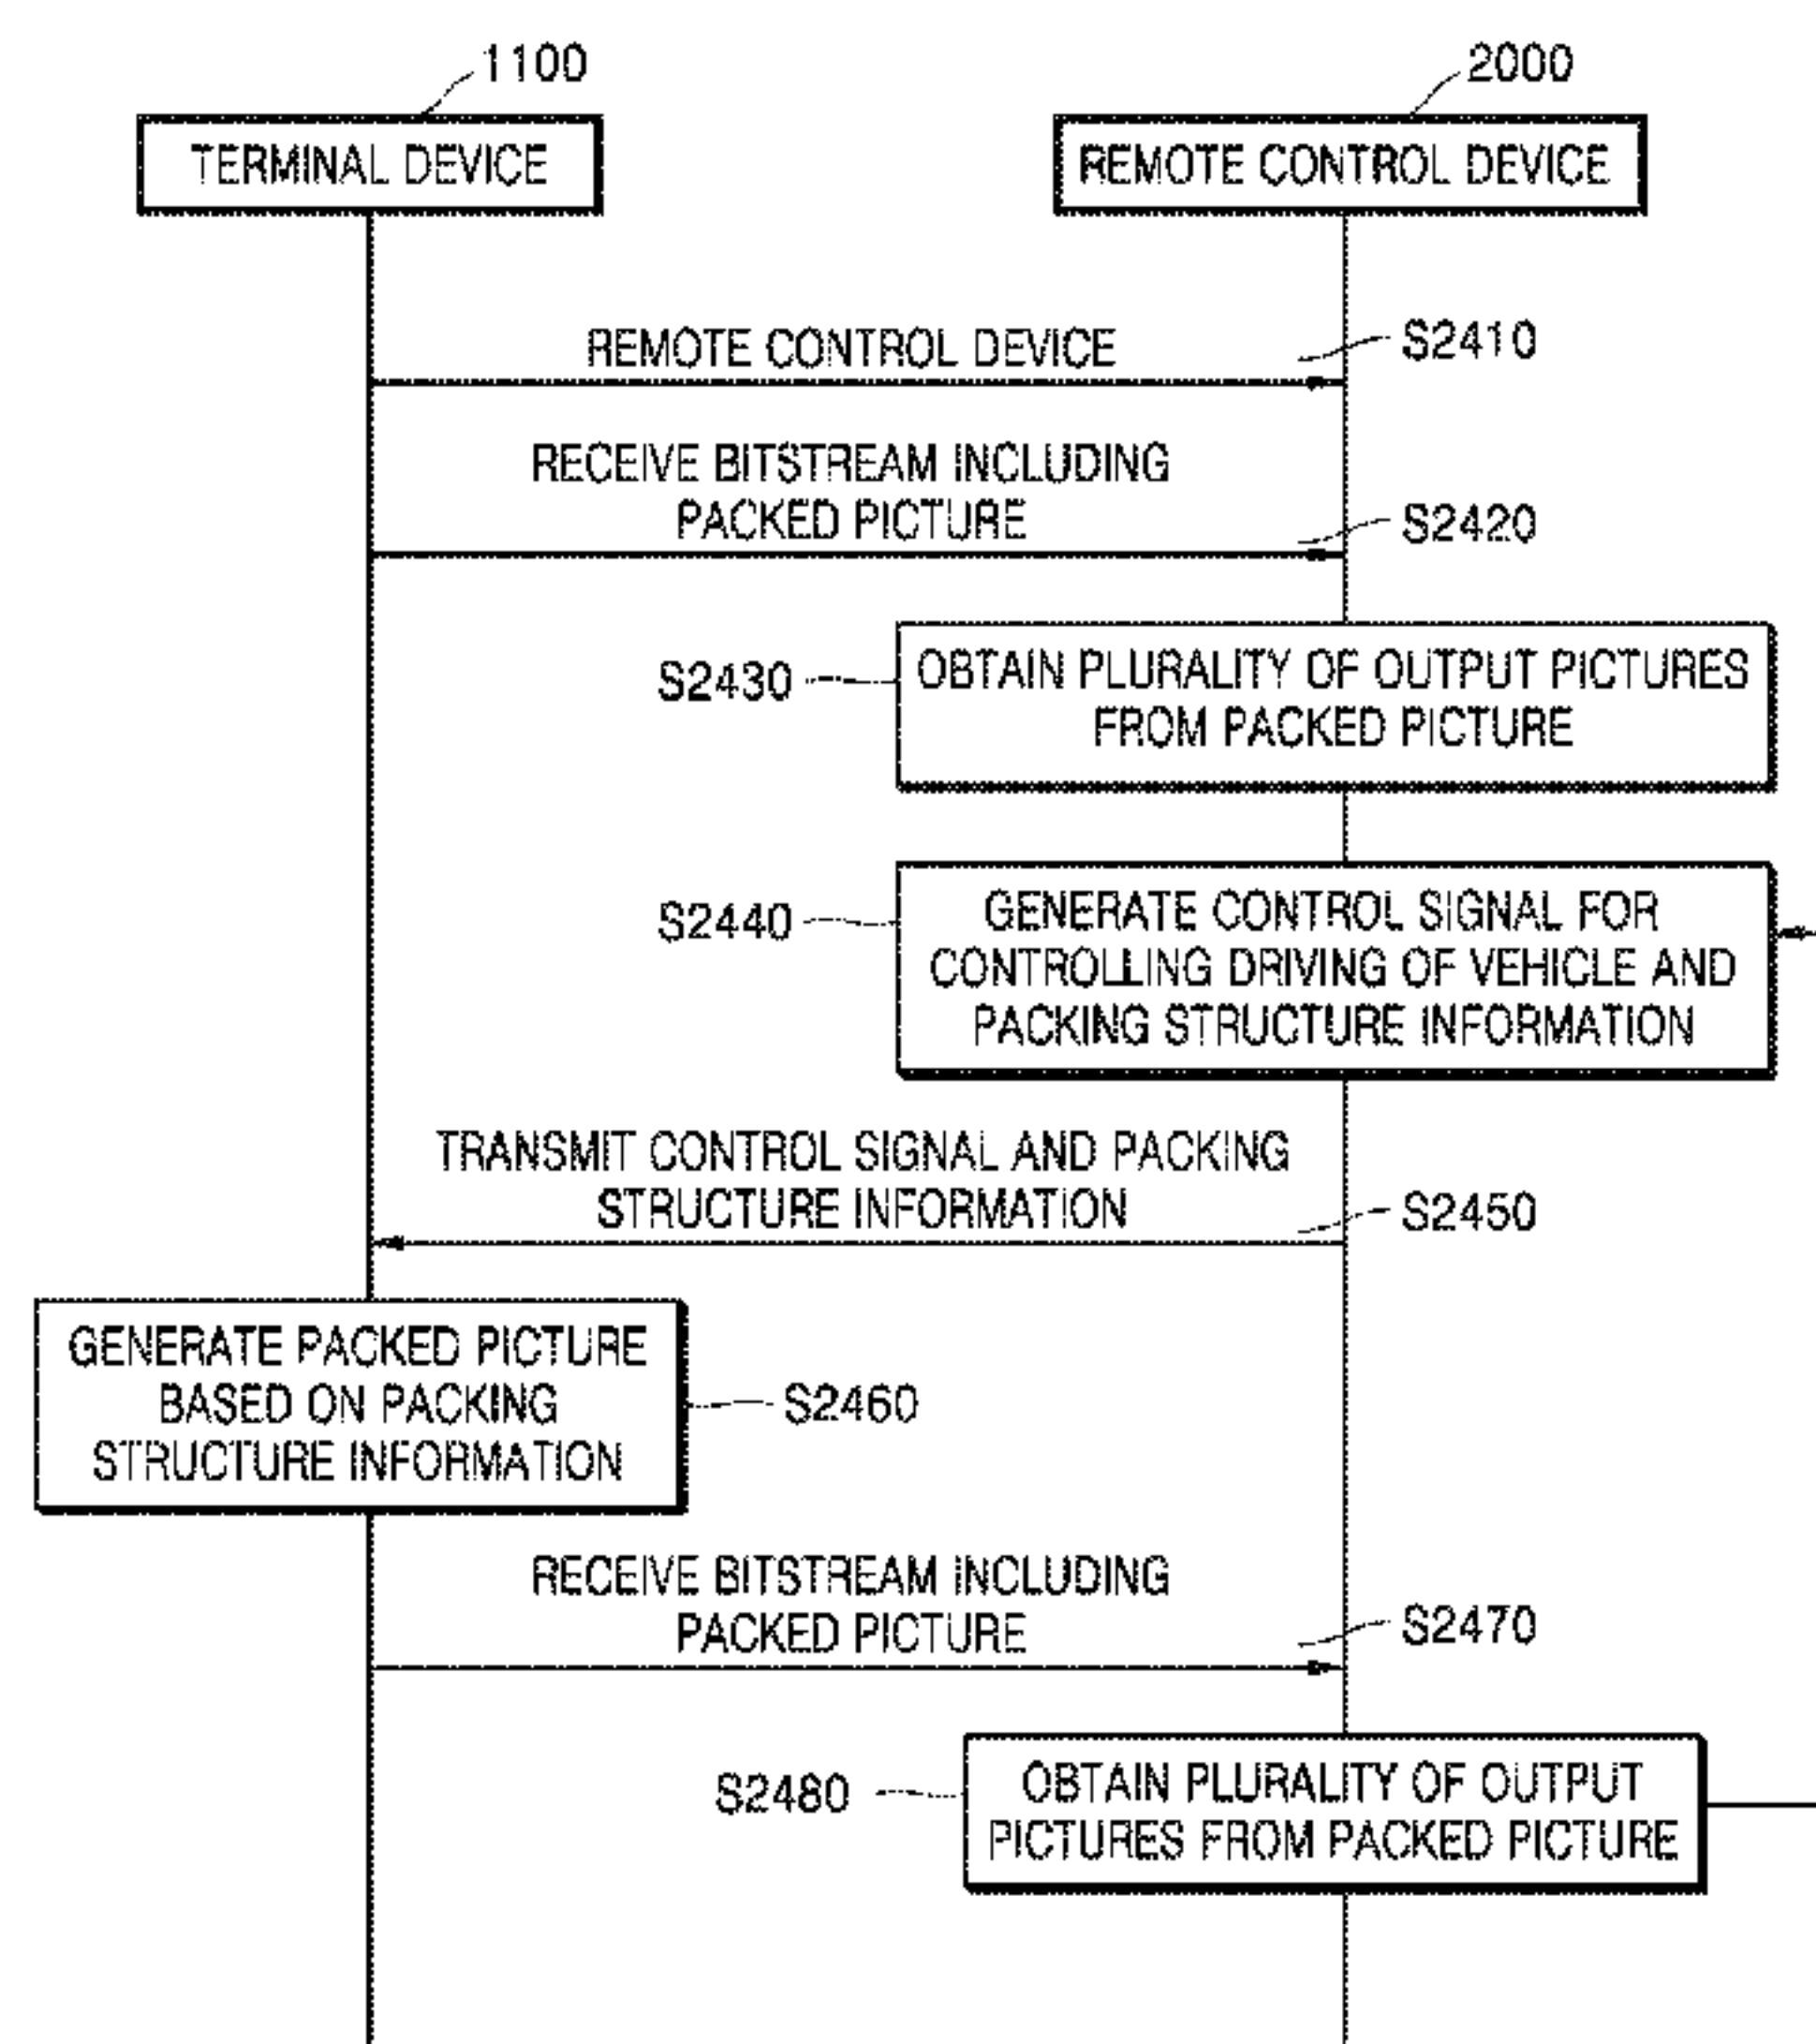 1100
2000
TERMINAL DEVICE
REMOTE CONTROL DEVICE
REMOTE CONTROL DEVICE
S2410
RECEIVE BITSTREAM INCLUDING
PACKED PICTURE
S2420
S2430
OBTAIN PLURALITY OF OUTPUT PICTURES
FROM PACKED PICTURE
S2440
GENERATE CONTROL SIGNAL FOR
CONTROLLING DRIVING OF VEHICLE AND
PACKING STRUCTURE INFORMATION
TRANSMIT CONTROL SIGNAL AND PACKING
STRUCTURE INFORMATION
S2450
GENERATE PACKED PICTURE
BASED ON PACKING
STRUCTURE INFORMATION
S2460
RECEIVE BITSTREAM INCLUDING
PACKED PICTURE
S2470
S2480
OBTAIN PLURALITY OF OUTPUT
PICTURES FROM PACKED PICTURE